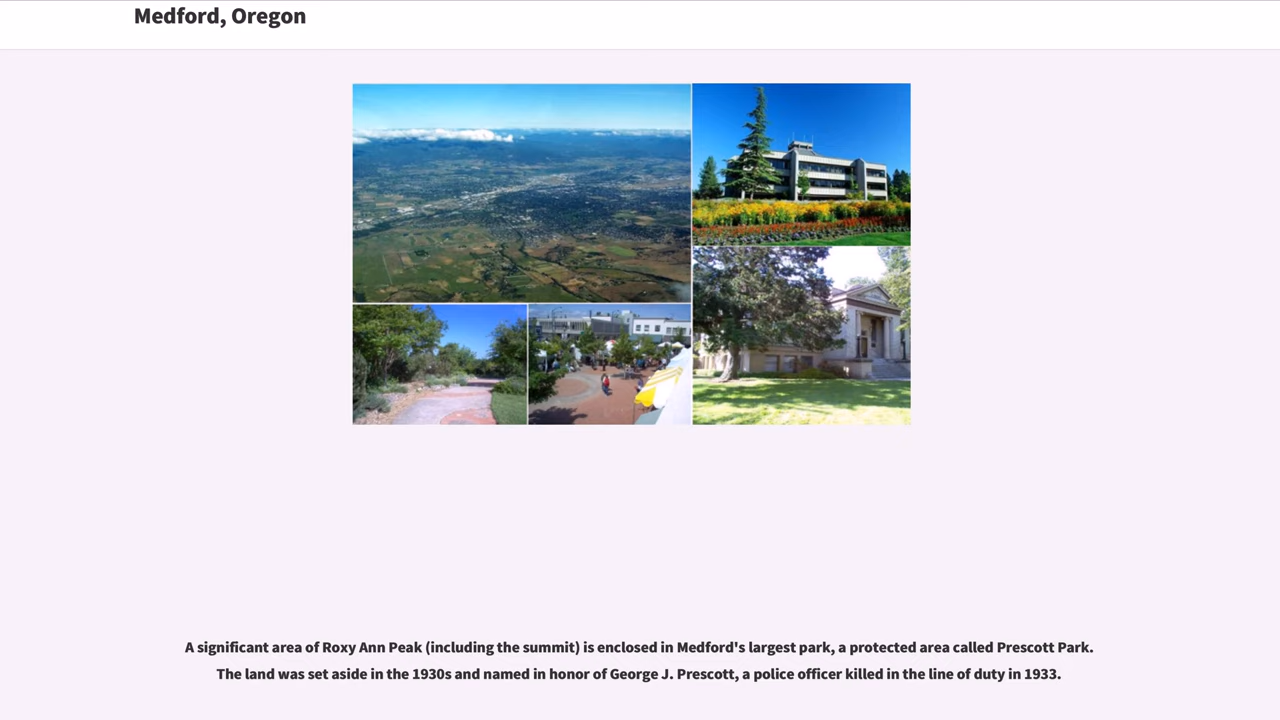 Medford, Oregon
A significant area of Roxy Ann Peak (including the summit) is enclosed in Medford's largest park, a protected area called Prescott Park.
The land was set aside in the 1930s and named in honor of George J. Prescott, a police officer killed in the line of duty in 1933.